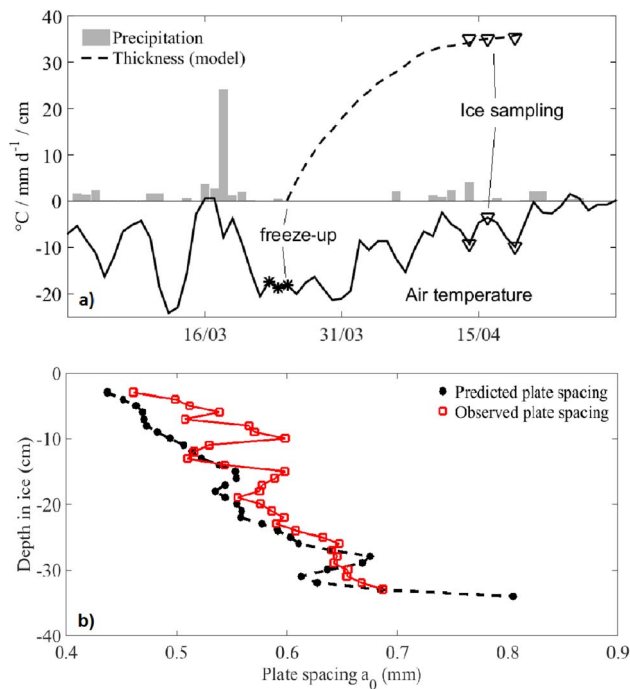 40
30
20
10
0
-10
-20
°C / mm d⁻¹ / cm
Precipitation
Thickness (model)
Ice sampling
freeze-up
Air temperature
a)
16/03
31/03
15/04
0
-10
-20
-30
-40
Depth in ice (cm)
Predicted plate spacing
Observed plate spacing
b)
0.4
0.5
0.6
0.7
0.8
0.9
Plate spacing a₀ (mm)